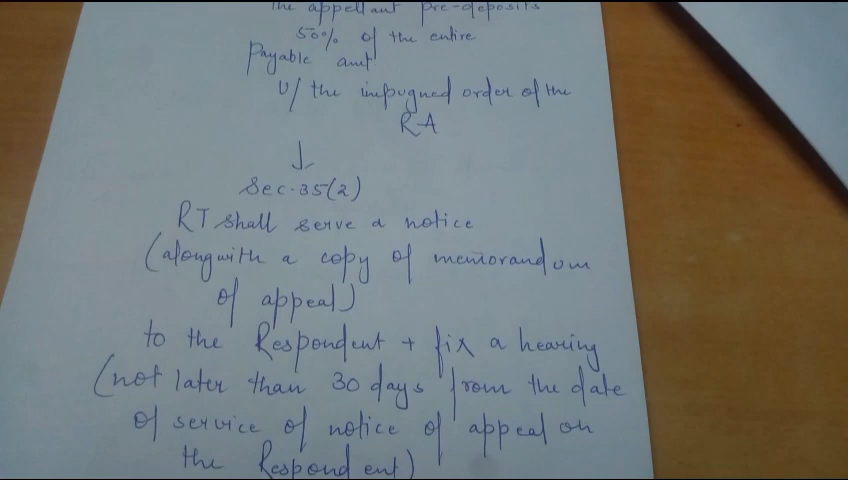 the appellant pre-deposits
50% of the entire
Payable amt
U/ the impugned order of the
RA
↓
Sec.35(2)
RT shall serve a notice
(alongwith a copy of memorandum
of appeal)
to the Respondent + fix a hearing
(not later than 30 days from the date
of service of notice of appeal on
the Respondent)